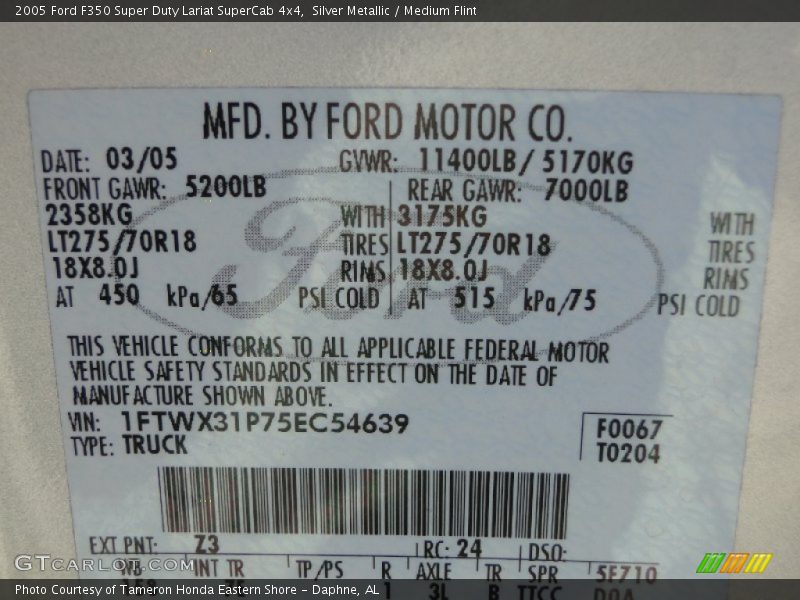 2005 Ford F350 Super Duty Lariat SuperCab 4x4, Silver Metallic / Medium Flint
MFD. BY FORD MOTOR CO.
DATE: 03/05 GVWR: 11400LB/ 5170KG
FRONT GAWR: 5200LB REAR GAWR: 7000LB
2358KG WITH 3175KG WITH
LT275/70R18 TIRES LT275/70R18 TIRES
18X8.0J RIMS 18X8.0J RIMS
AT 450 kPa/65 PSI COLD AT 515 kPa/75 PSI COLD
Ford
THIS VEHICLE CONFORMS TO ALL APPLICABLE FEDERAL MOTOR
VEHICLE SAFETY STANDARDS IN EFFECT ON THE DATE OF
MANUFACTURE SHOWN ABOVE.
VIN: 1FTWX31P75EC54639 F0067
TYPE: TRUCK T0204
EXT PNT: Z3 RC: 24 DSO:
WB INT TR TP/PS R AXLE TR SPR 5F710
3L B
GTCARLOT.COM
Photo Courtesy of Tameron Honda Eastern Shore - Daphne, AL